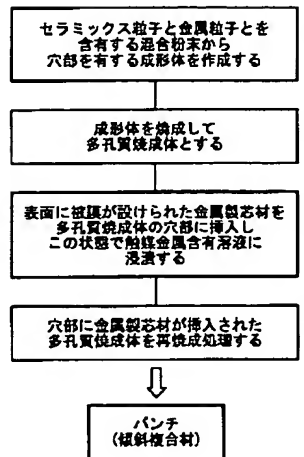 セラミックス粒子と金属粒子とを
含有する混合粉末から
穴部を有する成形体を作成する
成形体を焼成して
多孔質焼成体とする
表面に被膜が設けられた金属製芯材を
多孔質焼成体の穴部に挿入し
この状態で触媒金属含有溶液に
浸漬する
穴部に金属製芯材が挿入された
多孔質焼成体を再焼成処理する
パンチ
(傾斜複合材)